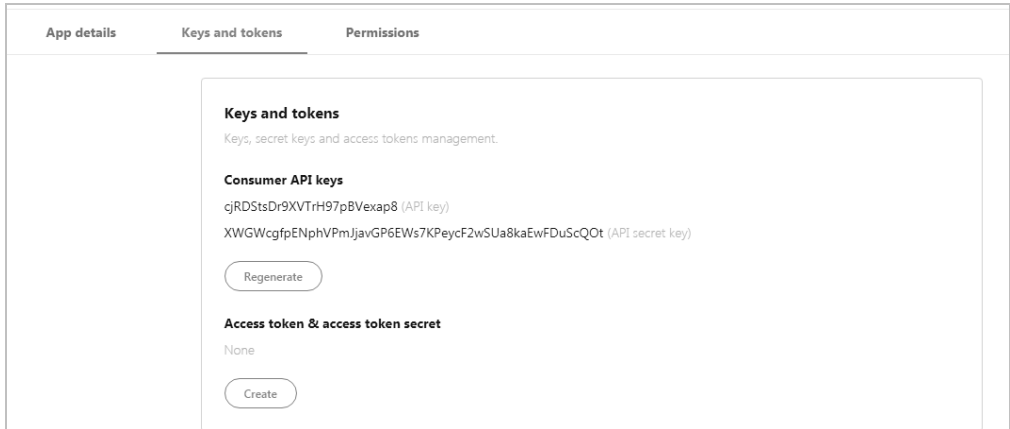 App details
Keys and tokens
Permissions
Keys and tokens
Keys, secret keys and access tokens management.
Consumer API keys
cjRDStsDr9XVTrH97pBVexap8 (API key)
XWGWcgfpENphVPmJjavGP6EWs7KPeycF2wSUa8kaEwFDuScQOt (API secret key)
Regenerate
Access token & access token secret
None
Create